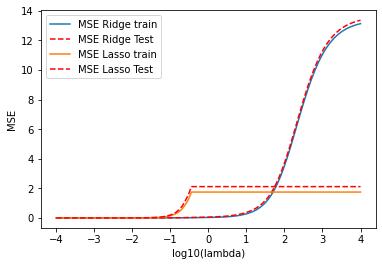 MSE Ridge train
MSE Ridge Test
MSE Lasso train
MSE Lasso Test
14
12
10
8
6
4
2
0
MSE
−4
−3
−2
−1
0
1
2
3
4
log10(lambda)